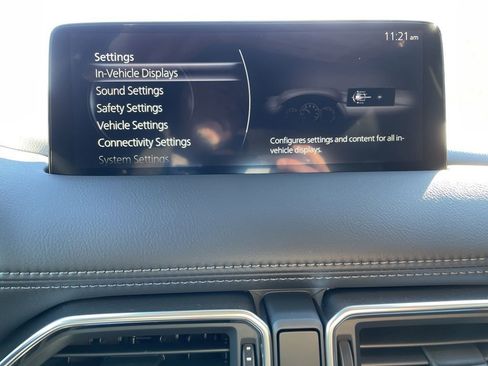 11:21 am
Settings
In-Vehicle Displays
Sound Settings
Safety Settings
Vehicle Settings
Connectivity Settings
System Settings
Configures settings and content for all in-
vehicle displays.